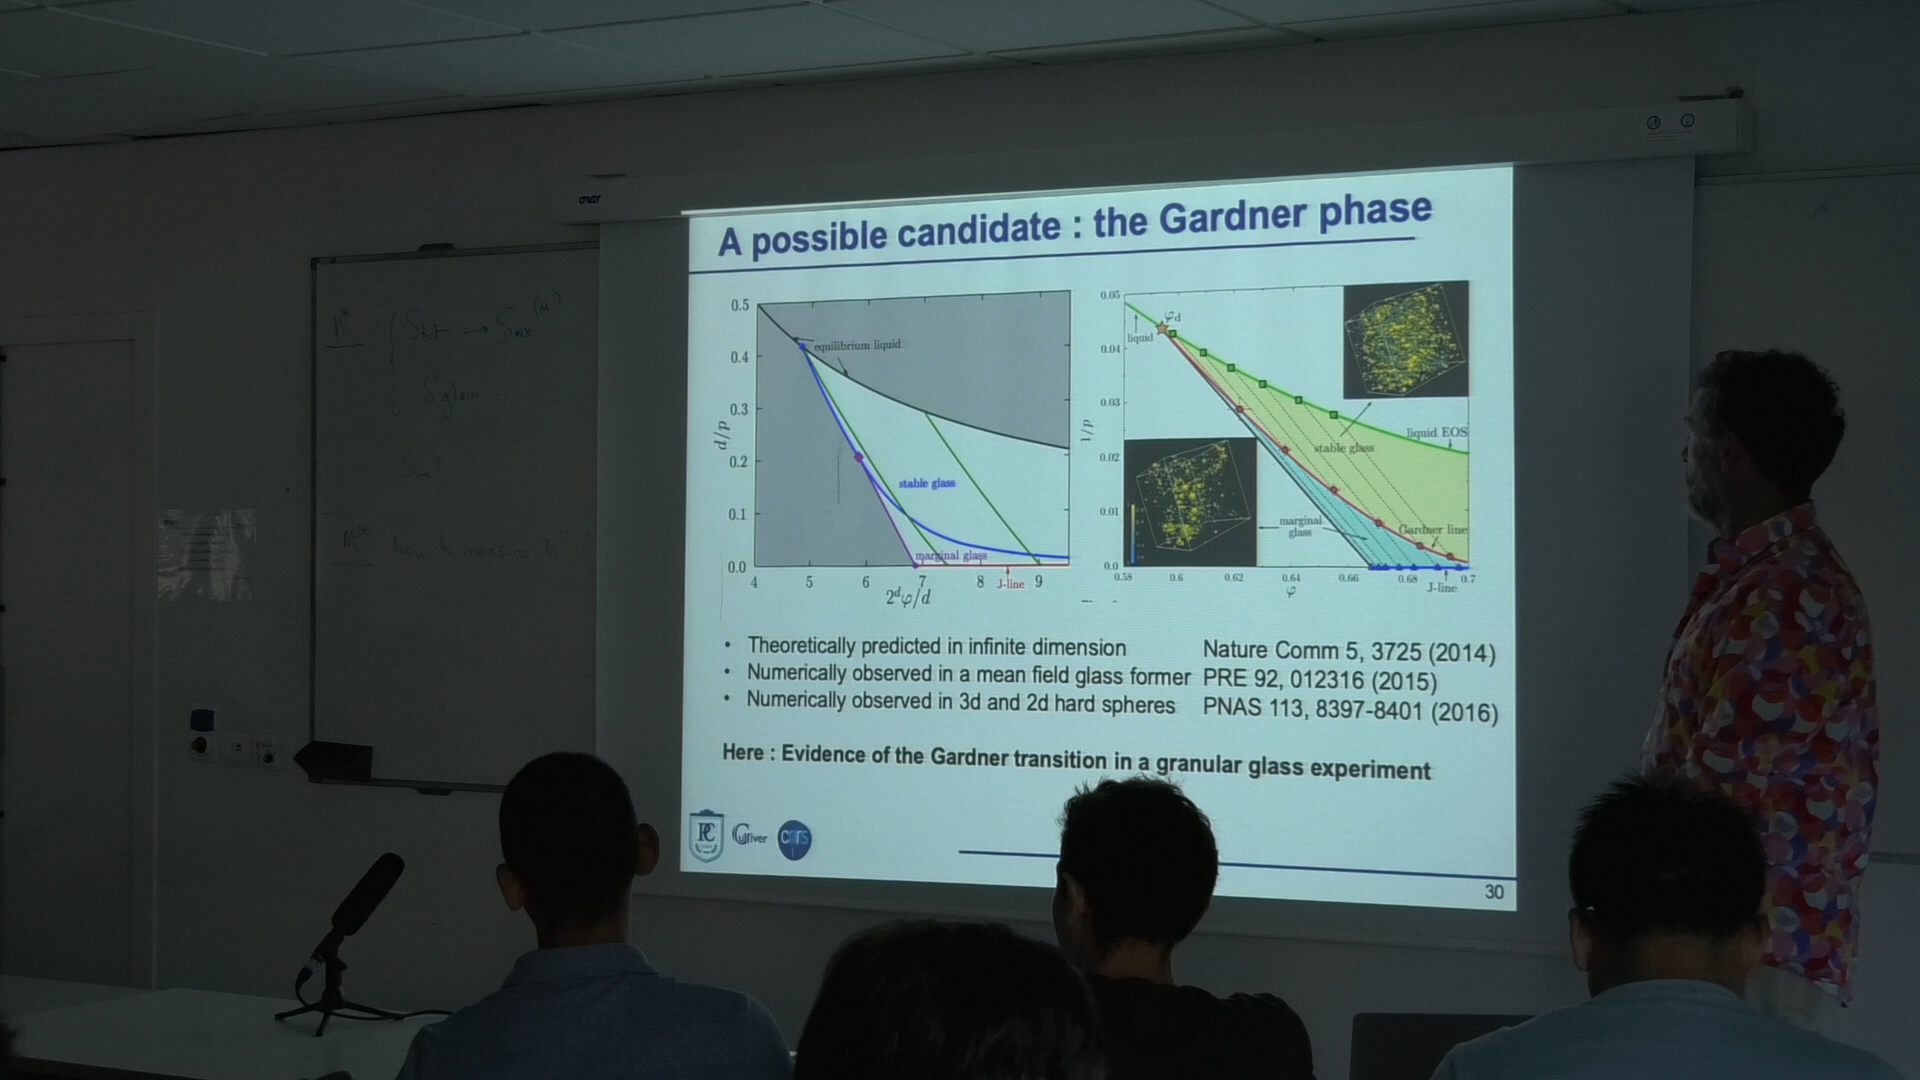 A possible candidate : the Gardner phase
0.5
0.4
0.3
0.2
0.1
0.0
d/p
equilibrium liquid
stable glass
marginal glass
4 5 6 7 8 9
J-line
2^dφ/d
0.05
0.04
0.03
0.02
0.01
0.0
1/p
φd
liquid
liquid EOS
stable glass
marginal
glass
Gardner line
0.58 0.6 0.62 0.64 0.66 0.68 0.7
φ
J-line
• Theoretically predicted in infinite dimension Nature Comm 5, 3725 (2014)
• Numerically observed in a mean field glass former PRE 92, 012316 (2015)
• Numerically observed in 3d and 2d hard spheres PNAS 113, 8397-8401 (2016)
Here : Evidence of the Gardner transition in a granular glass experiment
PC
Gulliver
cnrs
30
how to measure